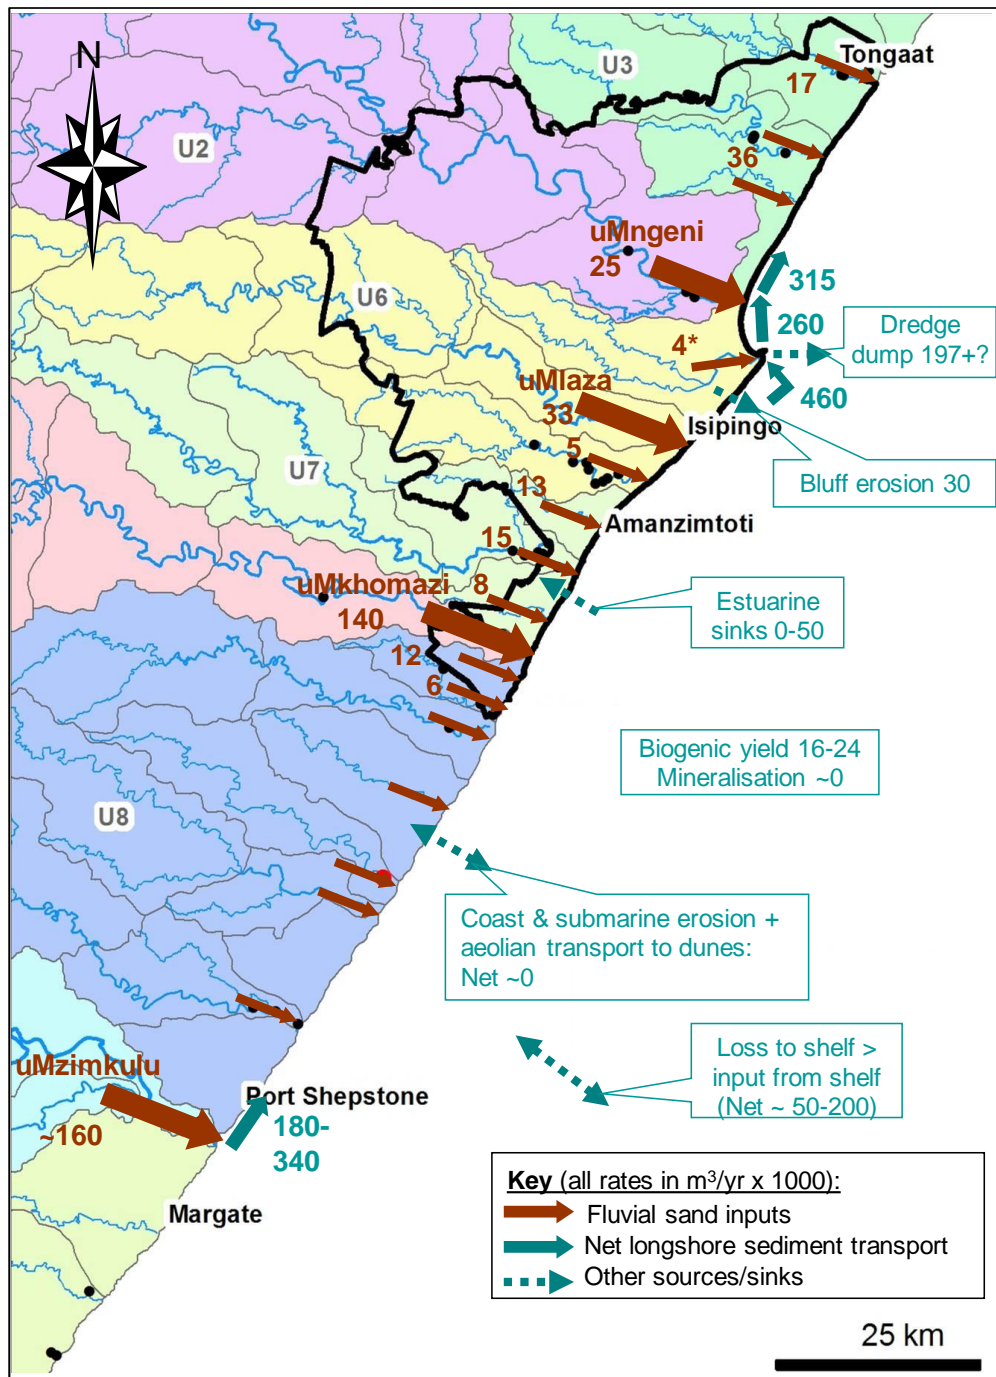 N
Tongaat
U3
17
U2
36
uMngeni
25
315
U6
260
Dredge
dump 197+?
4*
uMlaza
33
460
Isipingo
5
U7
Bluff erosion 30
13
Amanzimtoti
15
uMkhomazi
8
140
Estuarine
sinks 0-50
12
6
Biogenic yield 16-24
Mineralisation ~0
U8
Coast & submarine erosion +
aeolian transport to dunes:
Net ~0
uMzimkulu
Port Shepstone
~160
180-
340
Loss to shelf >
input from shelf
(Net ~ 50-200)
Margate
Key (all rates in m³/yr x 1000):
Fluvial sand inputs
Net longshore sediment transport
Other sources/sinks
25 km